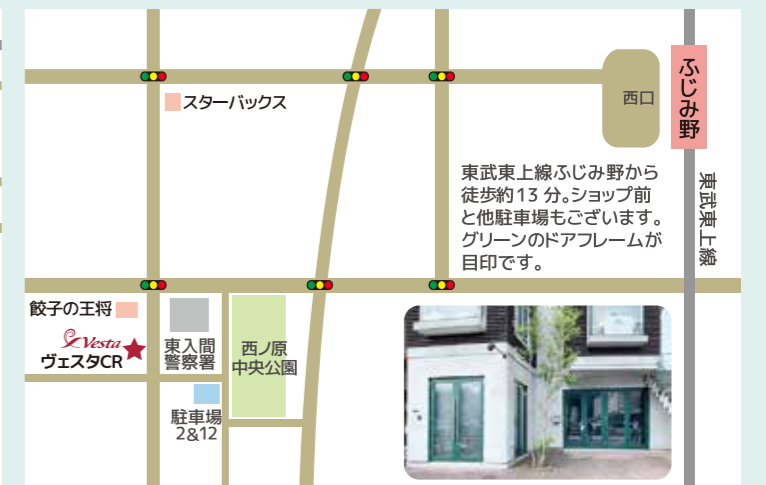 ふじみ野
西口
スターバックス
東武東上線ふじみ野から
徒歩約13 分。ショップ前
と他駐車場もございます。
グリーンのドアフレームが
目印です。
東武東上線
餃子の王将
Vesta
ヴェスタCR
東入間
警察署
西ノ原
中央公園
駐車場
2&12